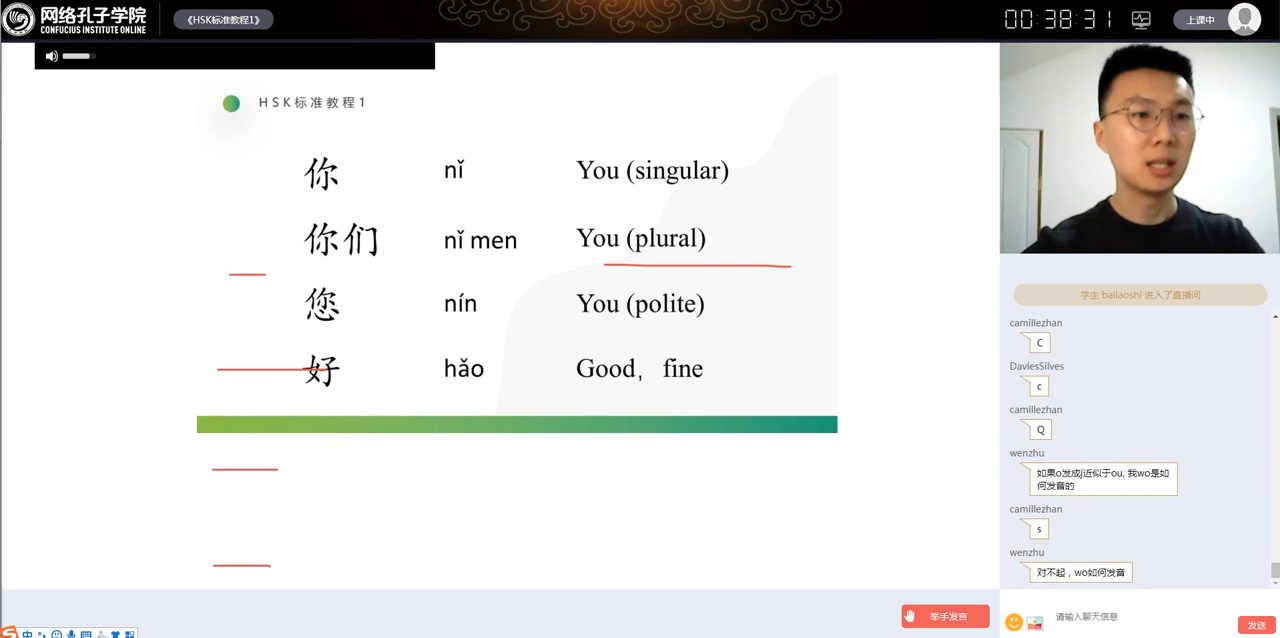 网络孔子学院
CONFUCIUS INSTITUTE ONLINE
《HSK标准教程1》
00:38:31
上课中
HSK标准教程1
你 nǐ You (singular)
你们 nǐ men You (plural)
您 nín You (polite)
好 hǎo Good, fine
学生 bailaoshi 进入了直播间
camillezhan
C
DaviesSilves
c
camillezhan
Q
wenzhu
如果o发成j近似于ou, 我wo是如
何发音的
camillezhan
s
wenzhu
对不起，wo如何发音
举手发言
请输入聊天信息
发送
中